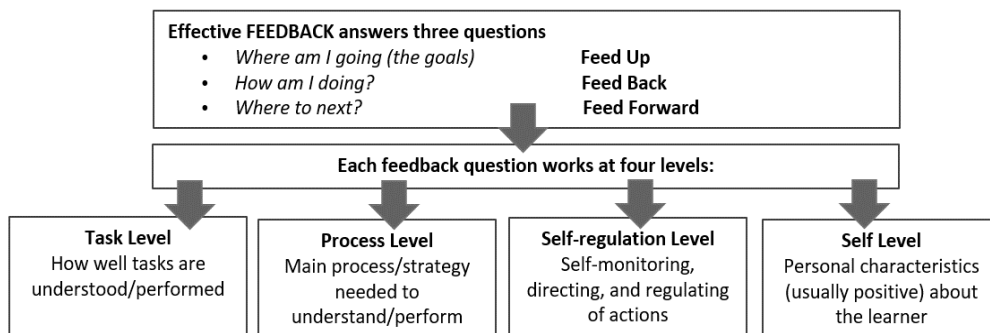 Effective FEEDBACK answers three questions
• Where am I going (the goals) Feed Up
• How am I doing? Feed Back
• Where to next? Feed Forward
Each feedback question works at four levels:
Task Level
How well tasks are
understood/performed
Process Level
Main process/strategy
needed to
understand/perform
Self-regulation Level
Self-monitoring,
directing, and regulating
of actions
Self Level
Personal characteristics
(usually positive) about
the learner